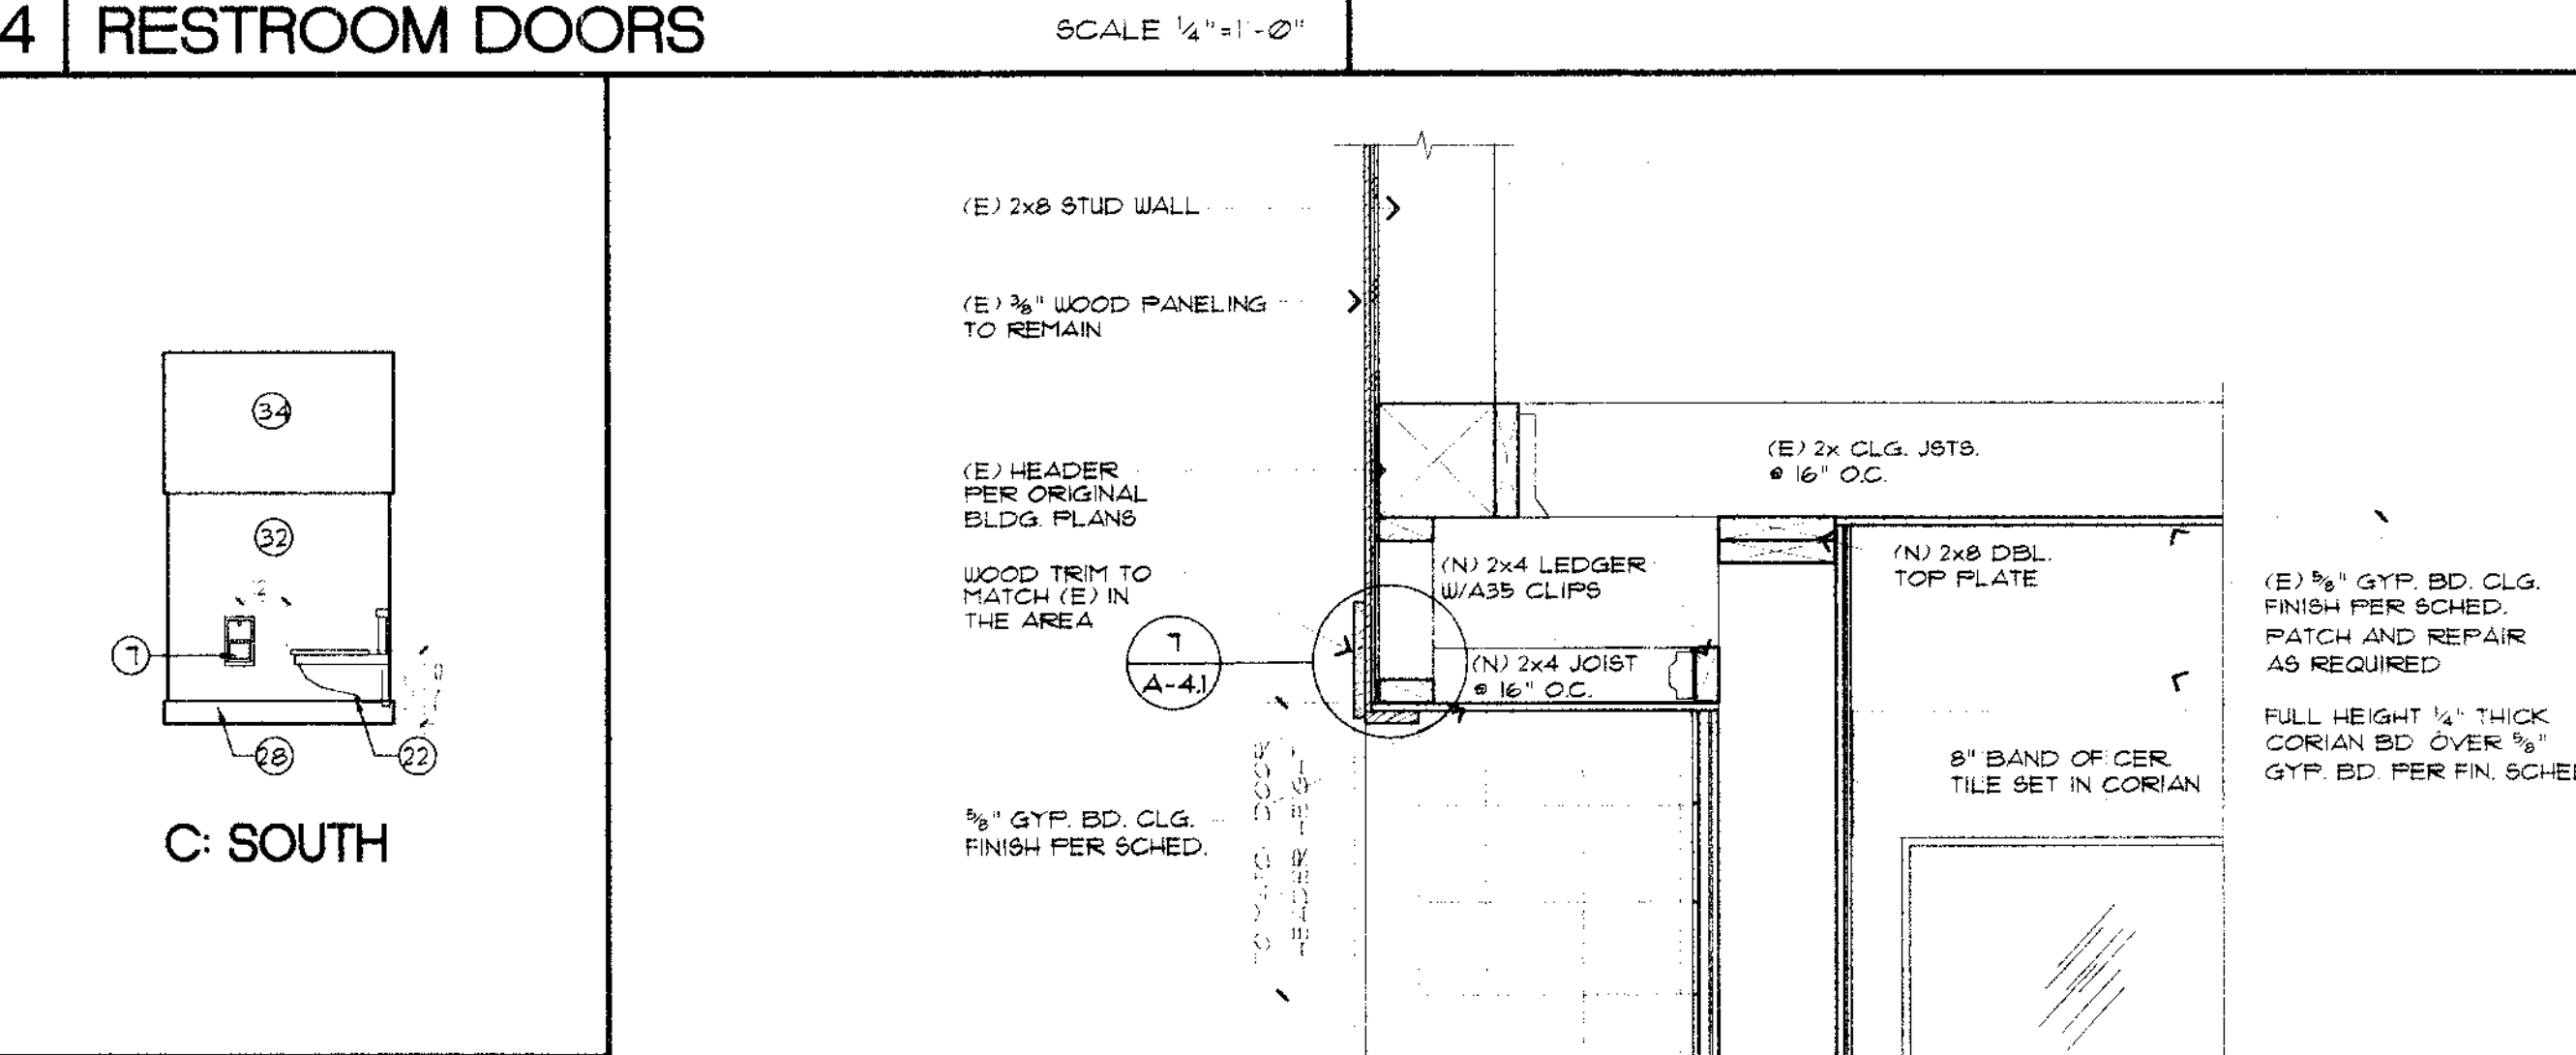 4 RESTROOM DOORS
SCALE 1/4"=1'-0"
34
32
12
7
28
22
C: SOUTH
(E) 2x8 STUD WALL
(E) 3/8" WOOD PANELING
TO REMAIN
(E) HEADER
PER ORIGINAL
BLDG. PLANS
WOOD TRIM TO
MATCH (E) IN
THE AREA
7
A-4.1
5/8" GYP. BD. CLG.
FINISH PER SCHED.
DOOR
HEADER
(E) 2x CLG. JSTS.
@ 16" O.C.
(N) 2x4 LEDGER
W/A35 CLIPS
(N) 2x4 JOIST
@ 16" O.C.
(N) 2x8 DBL.
TOP PLATE
8" BAND OF CER.
TILE SET IN CORIAN
(E) 5/8" GYP. BD. CLG.
FINISH PER SCHED.
PATCH AND REPAIR
AS REQUIRED
FULL HEIGHT 1/4" THICK
CORIAN BD OVER 5/8"
GYP. BD. PER FIN. SCHE